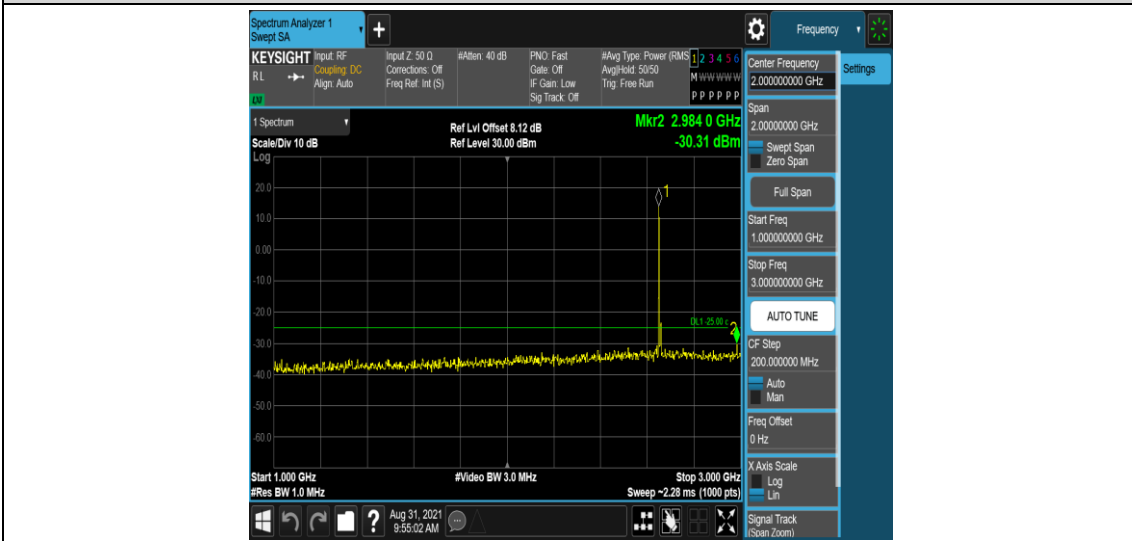 Spectrum Analyzer 1
Swept SA
+
Frequency
KEYSIGHT
RL
LXI
Input: RF
Coupling: DC
Align: Auto
Input Z: 50 Ω
Corrections: Off
Freq Ref: Int (S)
#Atten: 40 dB
PNO: Fast
Gate: Off
IF Gain: Low
Sig Track: Off
#Avg Type: Power (RMS
Avg|Hold: 50/50
Trig: Free Run
1 2 3 4 5 6
M W W W W W
P P P P P P
1 Spectrum
Scale/Div 10 dB
Log
Ref Lvl Offset 8.12 dB
Ref Level 30.00 dBm
Mkr2 2.984 0 GHz
-30.31 dBm
20.0
10.0
0.00
-10.0
-20.0
-30.0
-40.0
-50.0
-60.0
1
DL1 -25.00 c
2
Start 1.000 GHz
#Res BW 1.0 MHz
#Video BW 3.0 MHz
Stop 3.000 GHz
Sweep ~2.28 ms (1000 pts)
?
Aug 31, 2021
9:55:02 AM
Center Frequency
2.000000000 GHz
Span
2.00000000 GHz
Swept Span
Zero Span
Full Span
Start Freq
1.000000000 GHz
Stop Freq
3.000000000 GHz
AUTO TUNE
CF Step
200.000000 MHz
Auto
Man
Freq Offset
0 Hz
X Axis Scale
Log
Lin
Signal Track
(Span Zoom)
Settings